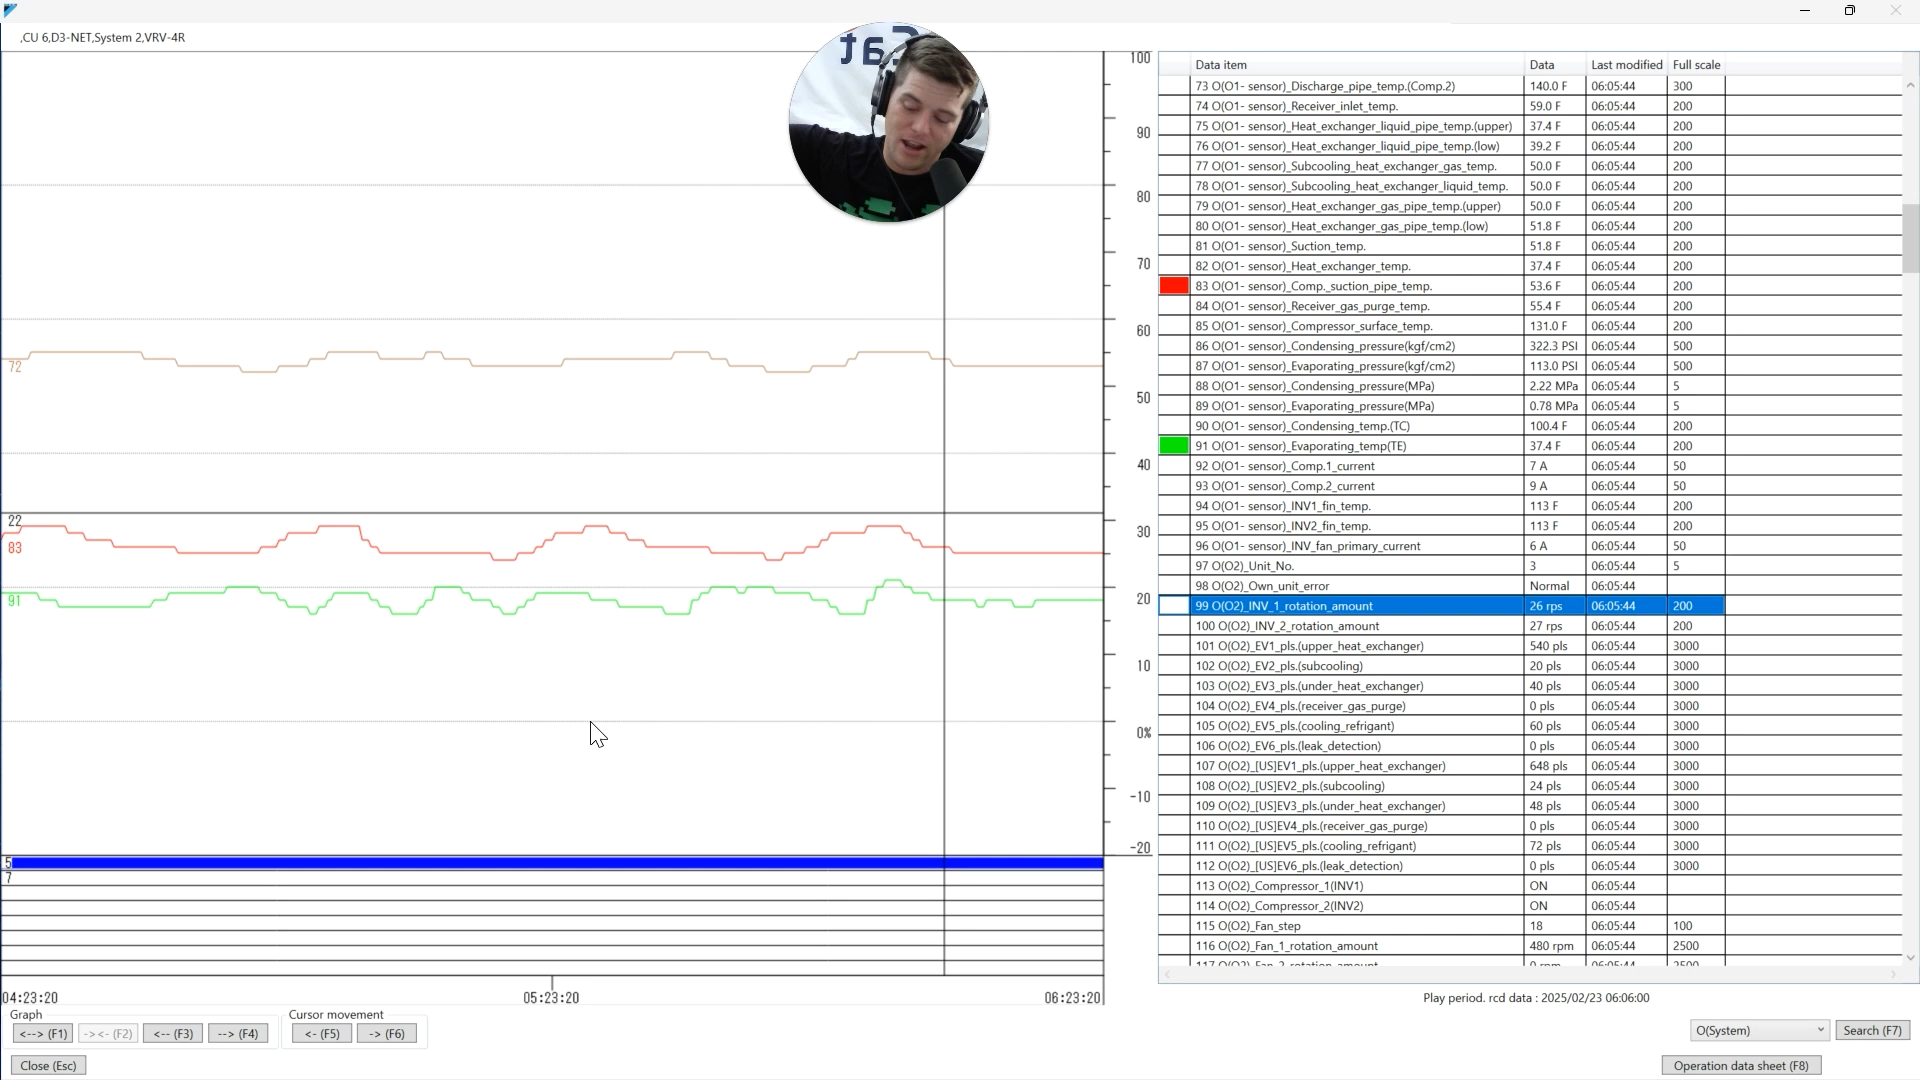 ,CU 6,D3-NET,System 2,VRV-4R
Cat
100
90
80
70
60
50
40
30
20
10
0%
-10
-20
72
22
83
91
5
7
04:23:20
05:23:20
06:23:20
Data item Data Last modified Full scale
73 O(O1- sensor)_Discharge_pipe_temp.(Comp.2) 140.0 F 06:05:44 300
74 O(O1- sensor)_Receiver_inlet_temp. 59.0 F 06:05:44 200
75 O(O1- sensor)_Heat_exchanger_liquid_pipe_temp.(upper) 37.4 F 06:05:44 200
76 O(O1- sensor)_Heat_exchanger_liquid_pipe_temp.(low) 39.2 F 06:05:44 200
77 O(O1- sensor)_Subcooling_heat_exchanger_gas_temp. 50.0 F 06:05:44 200
78 O(O1- sensor)_Subcooling_heat_exchanger_liquid_temp. 50.0 F 06:05:44 200
79 O(O1- sensor)_Heat_exchanger_gas_pipe_temp.(upper) 50.0 F 06:05:44 200
80 O(O1- sensor)_Heat_exchanger_gas_pipe_temp.(low) 51.8 F 06:05:44 200
81 O(O1- sensor)_Suction_temp. 51.8 F 06:05:44 200
82 O(O1- sensor)_Heat_exchanger_temp. 37.4 F 06:05:44 200
83 O(O1- sensor)_Comp._suction_pipe_temp. 53.6 F 06:05:44 200
84 O(O1- sensor)_Receiver_gas_purge_temp. 55.4 F 06:05:44 200
85 O(O1- sensor)_Compressor_surface_temp. 131.0 F 06:05:44 200
86 O(O1- sensor)_Condensing_pressure(kgf/cm2) 322.3 PSI 06:05:44 500
87 O(O1- sensor)_Evaporating_pressure(kgf/cm2) 113.0 PSI 06:05:44 500
88 O(O1- sensor)_Condensing_pressure(MPa) 2.22 MPa 06:05:44 5
89 O(O1- sensor)_Evaporating_pressure(MPa) 0.78 MPa 06:05:44 5
90 O(O1- sensor)_Condensing_temp.(TC) 100.4 F 06:05:44 200
91 O(O1- sensor)_Evaporating_temp(TE) 37.4 F 06:05:44 200
92 O(O1- sensor)_Comp.1_current 7 A 06:05:44 50
93 O(O1- sensor)_Comp.2_current 9 A 06:05:44 50
94 O(O1- sensor)_INV1_fin_temp. 113 F 06:05:44 200
95 O(O1- sensor)_INV2_fin_temp. 113 F 06:05:44 200
96 O(O1- sensor)_INV_fan_primary_current 6 A 06:05:44 50
97 O(O2)_Unit_No. 3 06:05:44 5
98 O(O2)_Own_unit_error Normal 06:05:44
99 O(O2)_INV_1_rotation_amount 26 rps 06:05:44 200
100 O(O2)_INV_2_rotation_amount 27 rps 06:05:44 200
101 O(O2)_EV1_pls.(upper_heat_exchanger) 540 pls 06:05:44 3000
102 O(O2)_EV2_pls.(subcooling) 20 pls 06:05:44 3000
103 O(O2)_EV3_pls.(under_heat_exchanger) 40 pls 06:05:44 3000
104 O(O2)_EV4_pls.(receiver_gas_purge) 0 pls 06:05:44 3000
105 O(O2)_EV5_pls.(cooling_refrigant) 60 pls 06:05:44 3000
106 O(O2)_EV6_pls.(leak_detection) 0 pls 06:05:44 3000
107 O(O2)_[US]EV1_pls.(upper_heat_exchanger) 648 pls 06:05:44 3000
108 O(O2)_[US]EV2_pls.(subcooling) 24 pls 06:05:44 3000
109 O(O2)_[US]EV3_pls.(under_heat_exchanger) 48 pls 06:05:44 3000
110 O(O2)_[US]EV4_pls.(receiver_gas_purge) 0 pls 06:05:44 3000
111 O(O2)_[US]EV5_pls.(cooling_refrigant) 72 pls 06:05:44 3000
112 O(O2)_[US]EV6_pls.(leak_detection) 0 pls 06:05:44 3000
113 O(O2)_Compressor_1(INV1) ON 06:05:44
114 O(O2)_Compressor_2(INV2) ON 06:05:44
115 O(O2)_Fan_step 18 06:05:44 100
116 O(O2)_Fan_1_rotation_amount 480 rpm 06:05:44 2500
117 O(O2)_Fan_2_rotation_amount 0 rpm 06:05:44 2500
Play period. rcd data : 2025/02/23 06:06:00
Graph
<--> (F1) -><- (F2) <-- (F3) --> (F4)
Cursor movement
<- (F5) -> (F6)
O(System) Search (F7)
Close (Esc)
Operation data sheet (F8)